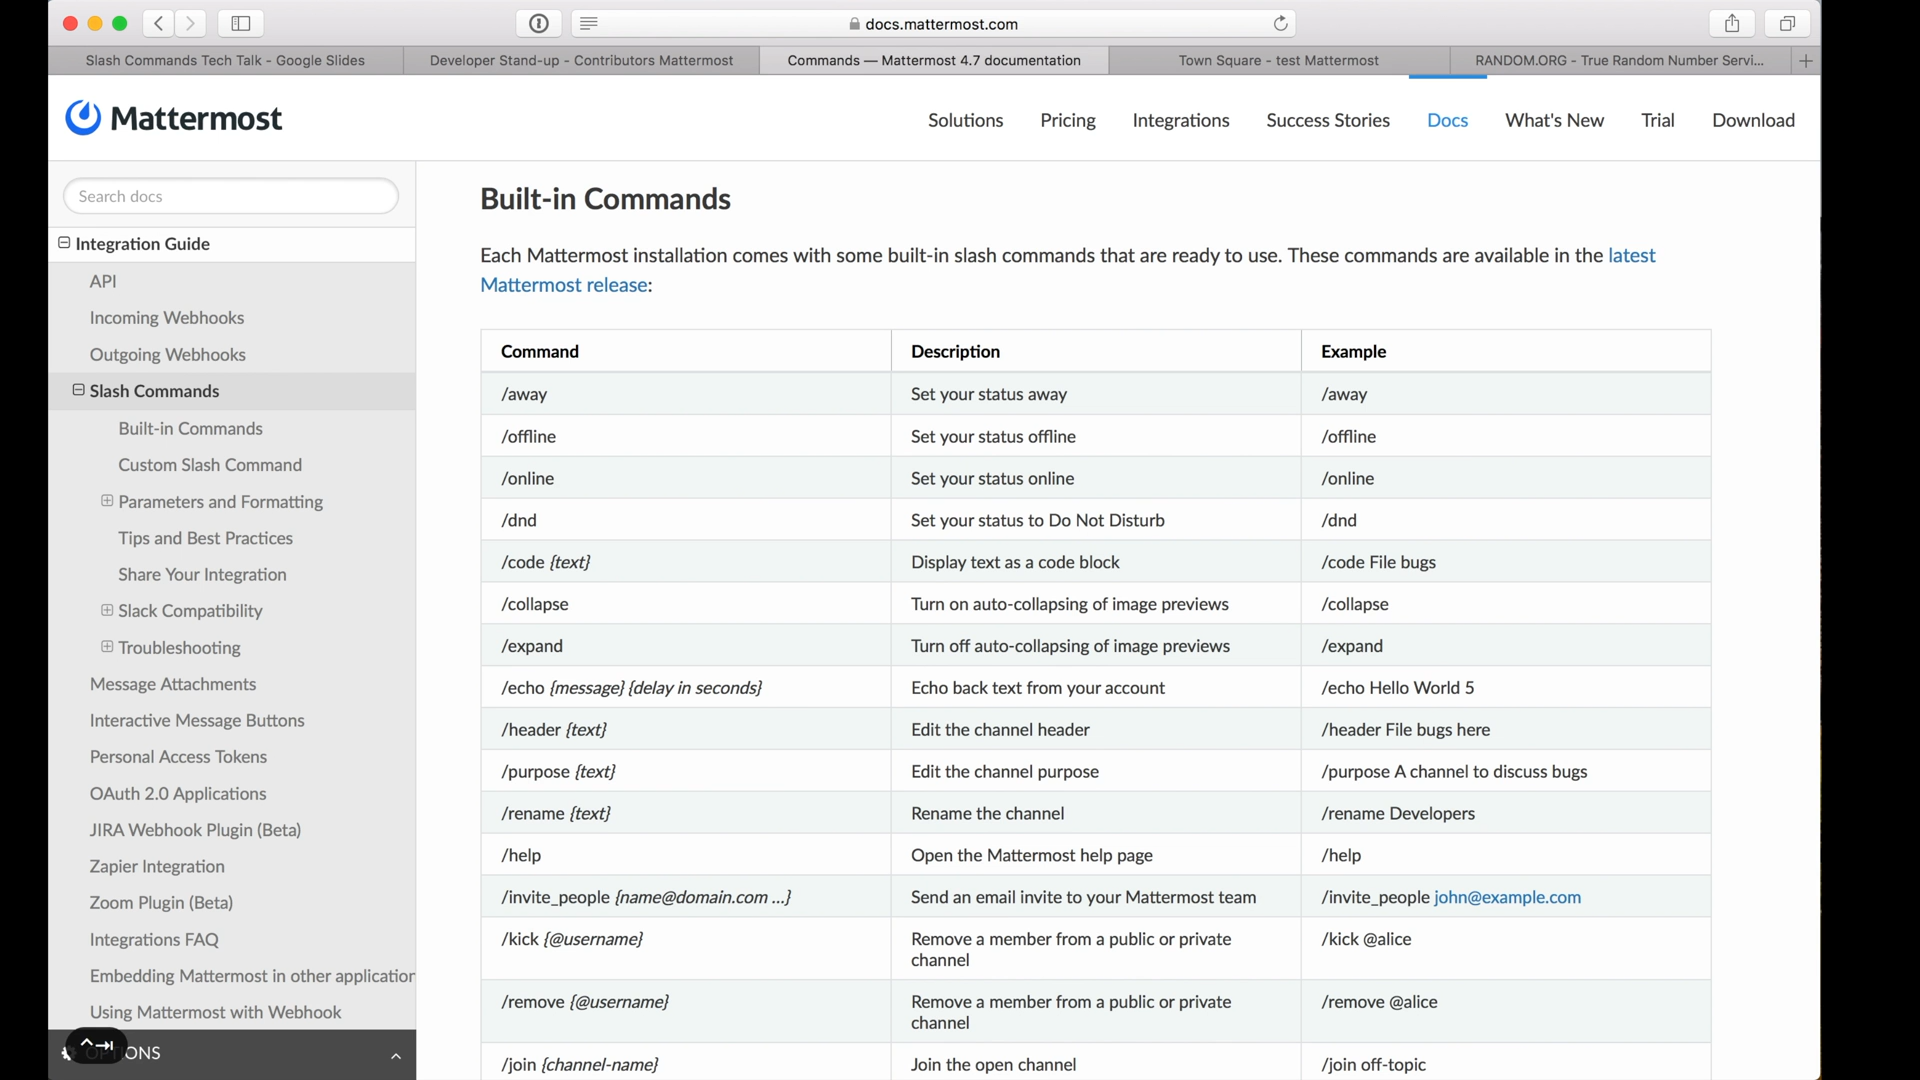 docs.mattermost.com
Slash Commands Tech Talk - Google Slides
Developer Stand-up - Contributors Mattermost
Commands — Mattermost 4.7 documentation
Town Square - test Mattermost
RANDOM.ORG - True Random Number Servi...
Mattermost
Solutions
Pricing
Integrations
Success Stories
Docs
What's New
Trial
Download
Search docs
Integration Guide
API
Incoming Webhooks
Outgoing Webhooks
Slash Commands
Built-in Commands
Custom Slash Command
Parameters and Formatting
Tips and Best Practices
Share Your Integration
Slack Compatibility
Troubleshooting
Message Attachments
Interactive Message Buttons
Personal Access Tokens
OAuth 2.0 Applications
JIRA Webhook Plugin (Beta)
Zapier Integration
Zoom Plugin (Beta)
Integrations FAQ
Embedding Mattermost in other application
Using Mattermost with Webhook
OPTIONS
Built-in Commands
Each Mattermost installation comes with some built-in slash commands that are ready to use. These commands are available in the latest
Mattermost release:
Command Description Example
/away Set your status away /away
/offline Set your status offline /offline
/online Set your status online /online
/dnd Set your status to Do Not Disturb /dnd
/code {text} Display text as a code block /code File bugs
/collapse Turn on auto-collapsing of image previews /collapse
/expand Turn off auto-collapsing of image previews /expand
/echo {message} {delay in seconds} Echo back text from your account /echo Hello World 5
/header {text} Edit the channel header /header File bugs here
/purpose {text} Edit the channel purpose /purpose A channel to discuss bugs
/rename {text} Rename the channel /rename Developers
/help Open the Mattermost help page /help
/invite_people {name@domain.com ...} Send an email invite to your Mattermost team /invite_people john@example.com
/kick {@username} Remove a member from a public or private /kick @alice
channel
/remove {@username} Remove a member from a public or private /remove @alice
channel
/join {channel-name} Join the open channel /join off-topic